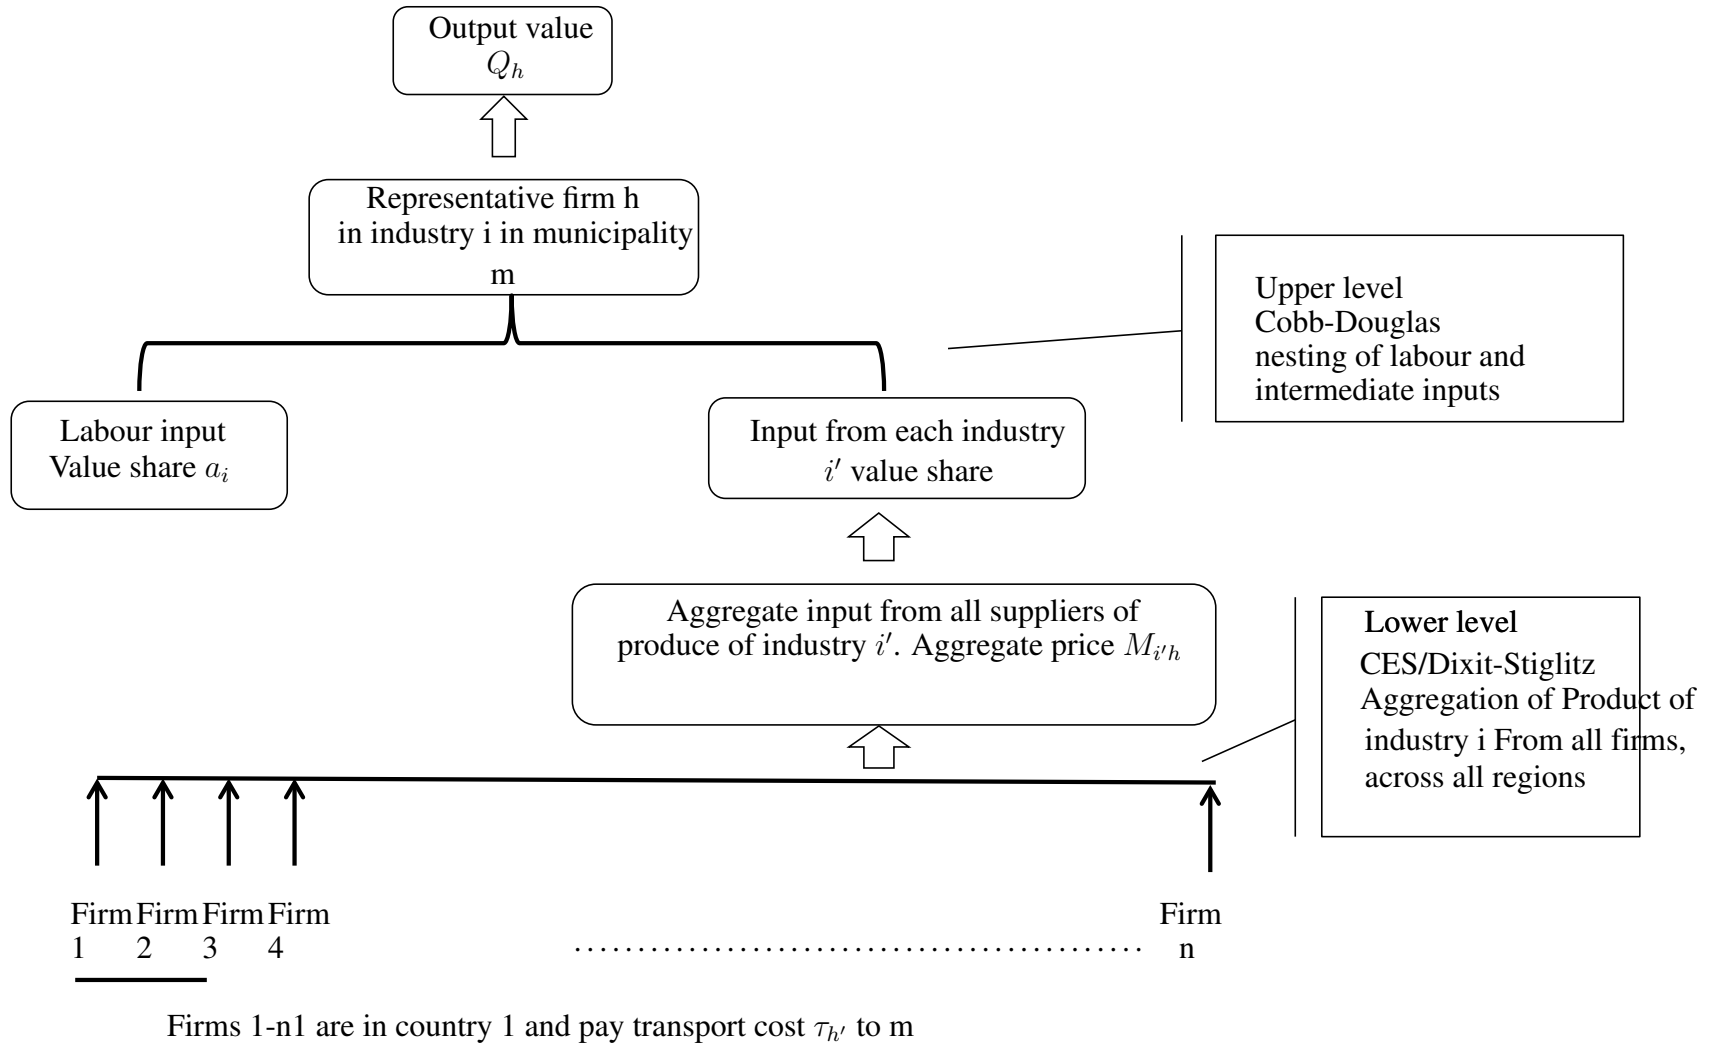 Output value
Q_h
Representative firm h
in industry i in municipality
m
Upper level
Cobb-Douglas
nesting of labour and
intermediate inputs
Labour input
Value share a_i
Input from each industry
i′ value share
Aggregate input from all suppliers of
produce of industry i′. Aggregate price M_{i′h}
Lower level
CES/Dixit-Stiglitz
Aggregation of Product of
industry i From all firms,
across all regions
Firm Firm Firm Firm Firm
1 2 3 4 ............................................. n
Firms 1-n1 are in country 1 and pay transport cost τ_{h′} to m